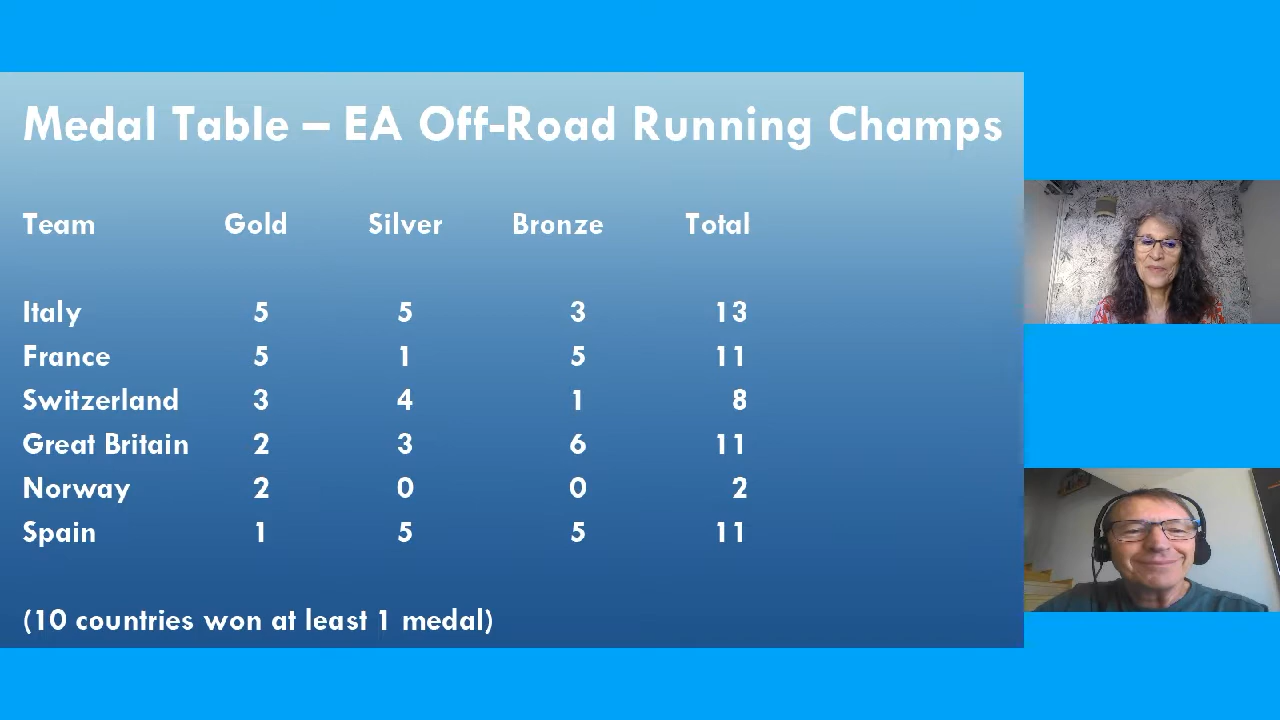 Medal Table – EA Off-Road Running Champs
Team Gold Silver Bronze Total
Italy 5 5 3 13
France 5 1 5 11
Switzerland 3 4 1 8
Great Britain 2 3 6 11
Norway 2 0 0 2
Spain 1 5 5 11
(10 countries won at least 1 medal)